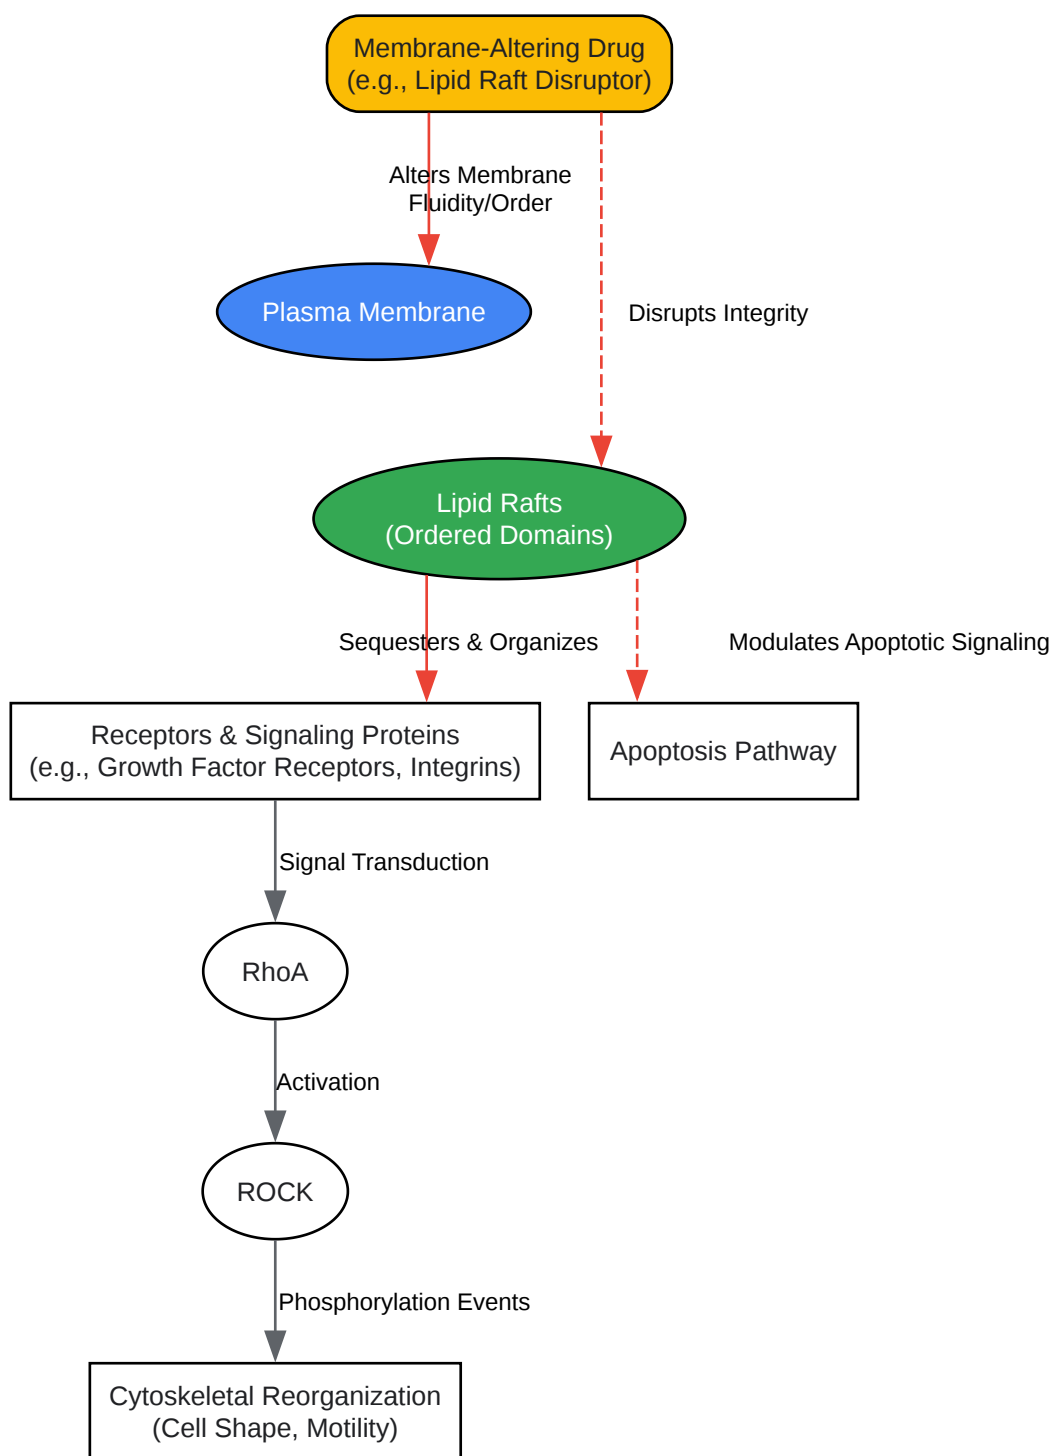 Membrane-Altering Drug
(e.g., Lipid Raft Disruptor)
Alters Membrane
Fluidity/Order
Plasma Membrane
Disrupts Integrity
Lipid Rafts
(Ordered Domains)
Sequesters & Organizes
Modulates Apoptotic Signaling
Receptors & Signaling Proteins
(e.g., Growth Factor Receptors, Integrins)
Apoptosis Pathway
Signal Transduction
RhoA
Activation
ROCK
Phosphorylation Events
Cytoskeletal Reorganization
(Cell Shape, Motility)